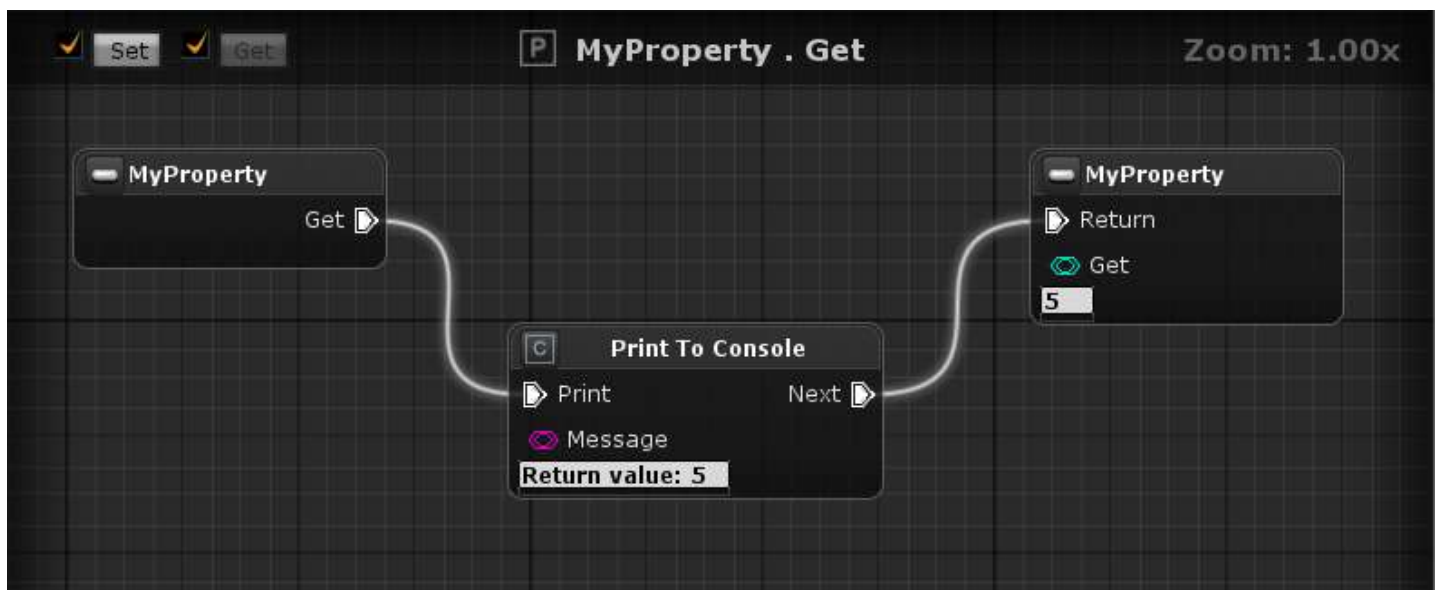 Set Get P MyProperty . Get Zoom: 1.00x
MyProperty
Get
Print To Console
C
Print Next
Message
Return value: 5
MyProperty
Return
Get
5